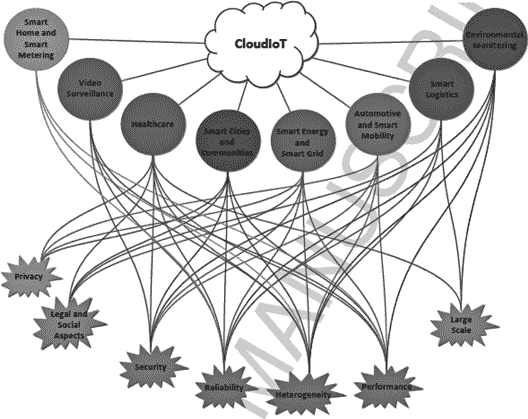 Smart
Home and
Smart
Metering
CloudIoT
Environmental
Monitoring
Video
Surveillance
Smart
Logistics
Healthcare
Smart Cities
and
Communities
Smart Energy
and
Smart Grid
Automotive
and Smart
Mobility
Privacy
Legal and
Social
Aspects
Large
Scale
Security
Reliability
Heterogeneity
Performance